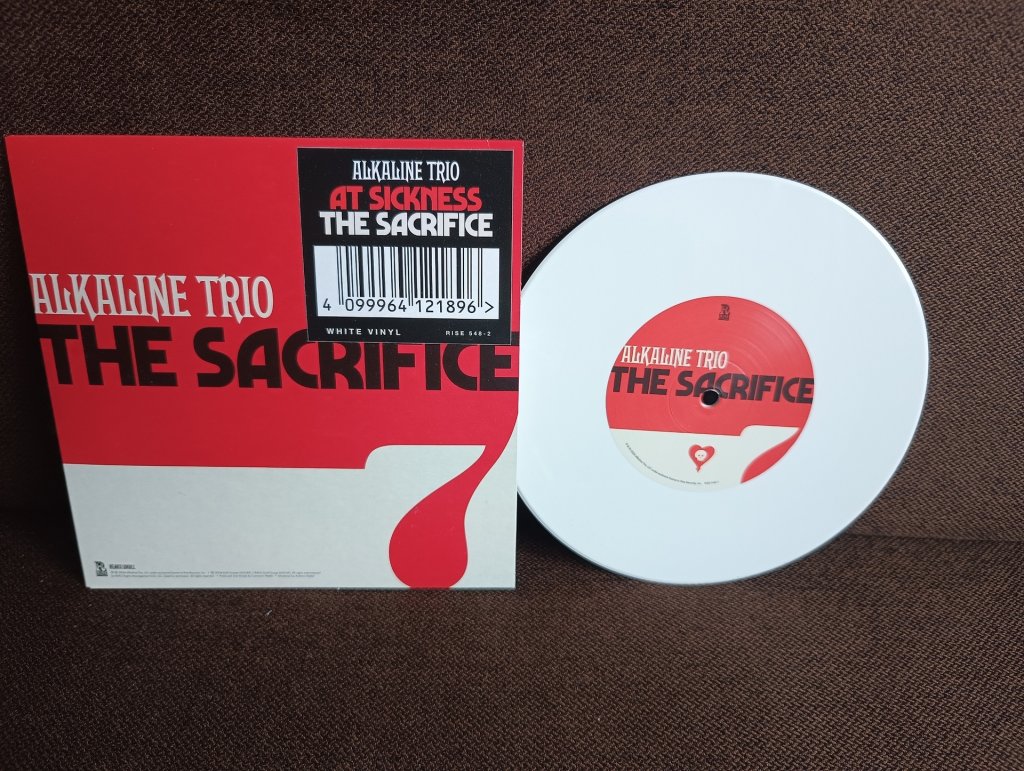 ALKALINE TRIO
AT SICKNESS
THE SACRIFICE
4 099964 121896 >
WHITE VINYL RISE 548-2
ALKALINE TRIO
THE SACRIFICE
ALKALINE TRIO
THE SACRIFICE